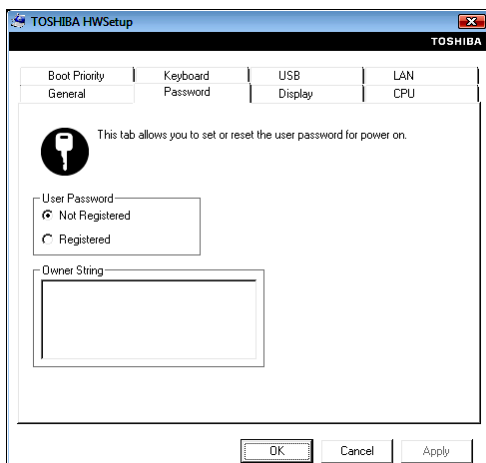 TOSHIBA HWSetup
TOSHIBA
Boot Priority Keyboard USB LAN
General Password Display CPU
This tab allows you to set or reset the user password for power on.
User Password
Not Registered
Registered
Owner String
OK Cancel Apply